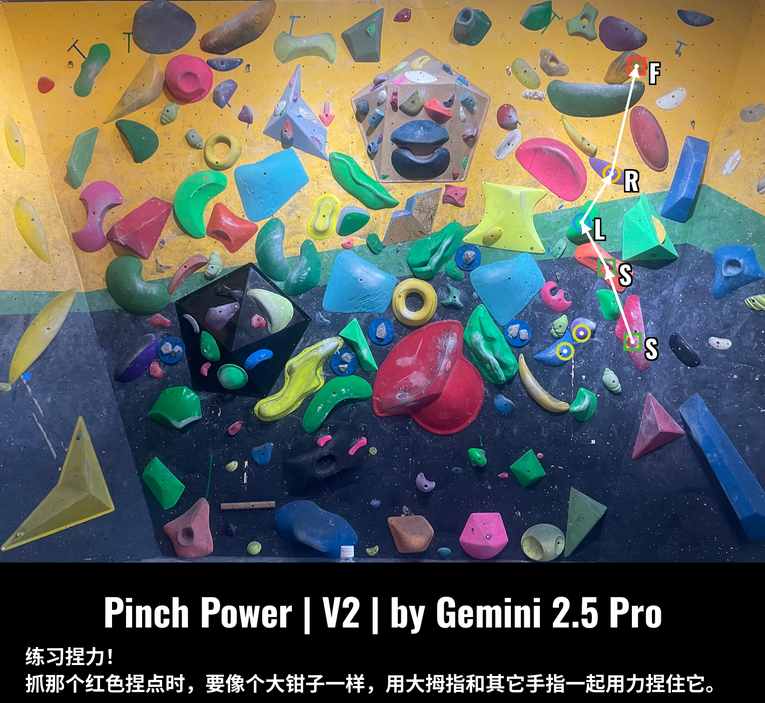 F
R
L
S
S
Pinch Power | V2 | by Gemini 2.5 Pro
练习捏力！
抓那个红色捏点时，要像个大钳子一样，用大拇指和其它手指一起用力捏住它。